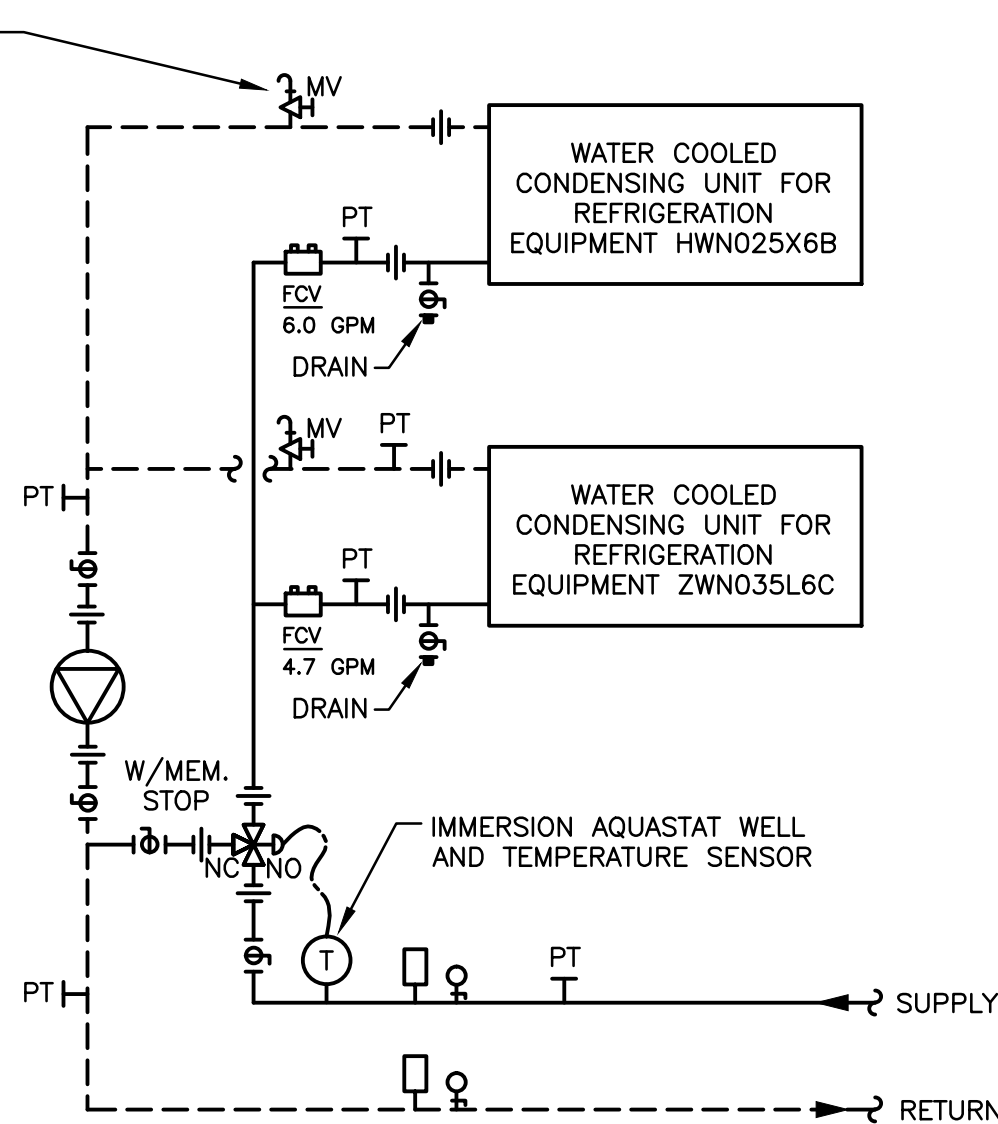 MV
WATER COOLED
CONDENSING UNIT FOR
REFRIGERATION
EQUIPMENT HWN025X6B
PT
FCV
6.0 GPM
DRAIN
MV
PT
PT
WATER COOLED
CONDENSING UNIT FOR
REFRIGERATION
EQUIPMENT ZWN035L6C
PT
FCV
4.7 GPM
DRAIN
W/MEM.
STOP
NC
NO
IMMERSION AQUASTAT WELL
AND TEMPERATURE SENSOR
T
PT
PT
SUPPLY
RETURN